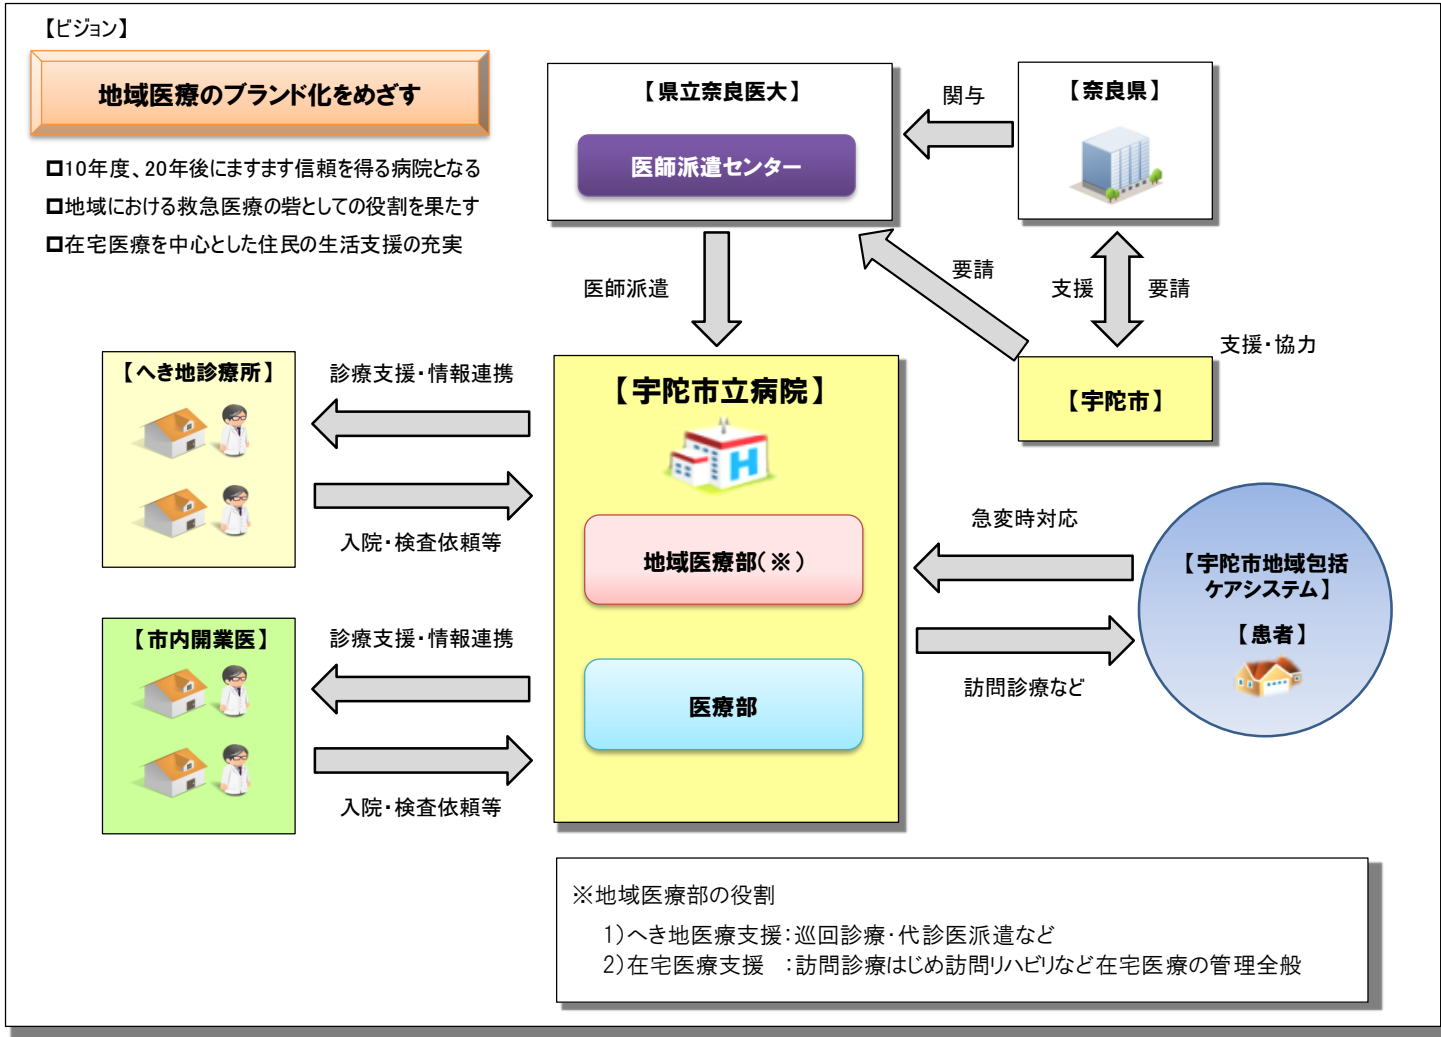 【ビジョン】
地域医療のブランド化をめざす
10年度、20年後にますます信頼を得る病院となる
地域における救急医療の砦としての役割を果たす
在宅医療を中心とした住民の生活支援の充実
【県立奈良医大】
医師派遣センター
関与
【奈良県】
医師派遣
要請
支援
要請
支援・協力
【宇陀市】
【へき地診療所】
診療支援・情報連携
入院・検査依頼等
【宇陀市立病院】
地域医療部(※)
医療部
急変時対応
訪問診療など
【宇陀市地域包括
ケアシステム】
【患者】
【市内開業医】
診療支援・情報連携
入院・検査依頼等
※地域医療部の役割
1)へき地医療支援:巡回診療・代診医派遣など
2)在宅医療支援 :訪問診療はじめ訪問リハビリなど在宅医療の管理全般